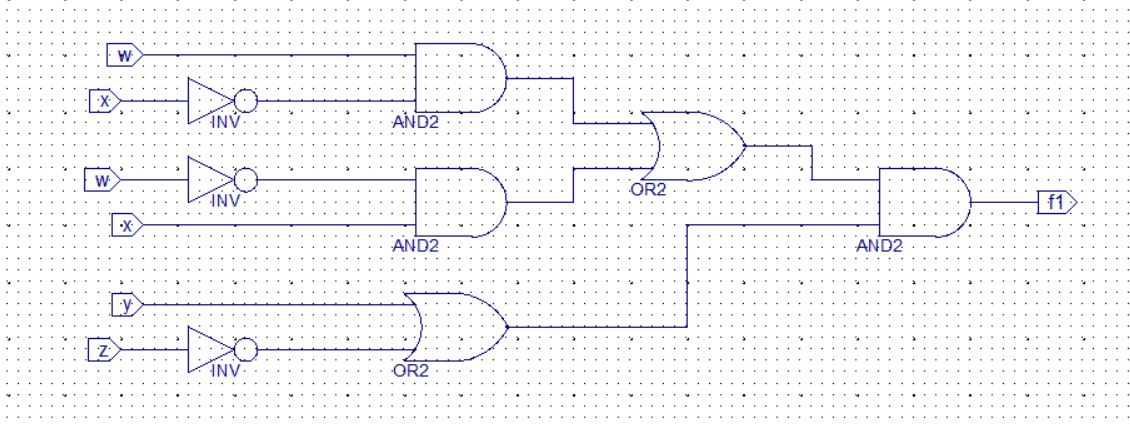 w
x
INV
AND2
w
INV
x
AND2
OR2
y
z
INV
OR2
AND2
f1